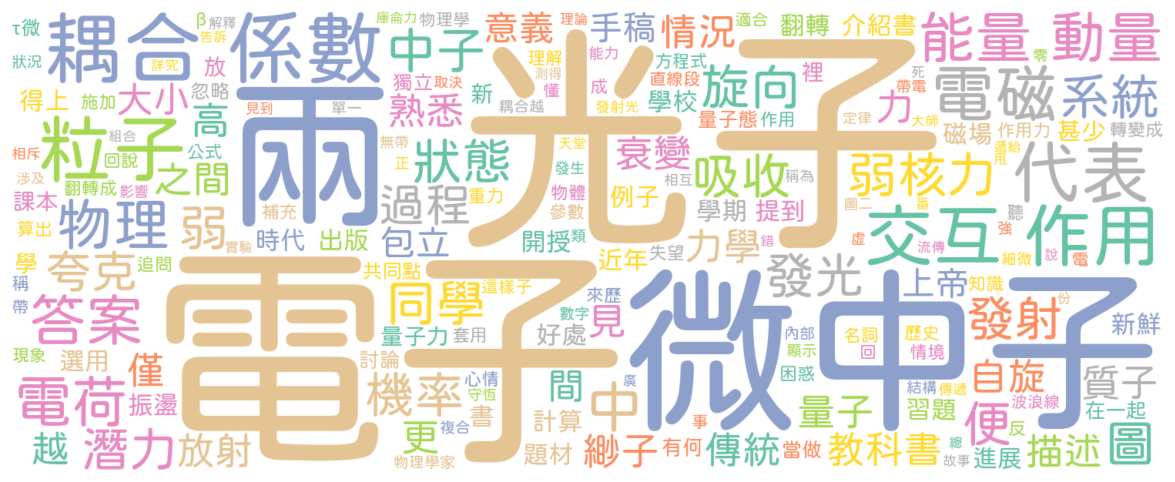 τ微
耦合
β
解釋
告訴
係數
庫侖力
物理學
中子
意義
理論
手稿
情況
適合
翻轉
介紹書
能量
動量
狀況
詳究
放
忽略
獨立
取決
理解
測得
懂
能力
成
方程式
直線段
旋向
裡
零
死
帶電
電磁
系統
得上
施加
大小
見到
單一
熟悉
新
耦合越
發射光
學校
量子態
作用
力
定律
大師
磁場
作用力
遞給
甩
甚少
轉變成
粒子
高
組合
回說
公式
兩
無帶
正
狀態
天堂
發生
光子
衰變
相互
稱為
吸收
弱核力
圖二
番
代表
相斥
涉及
之間
翻轉成
影響
課本
物理
弱
補充
過程
重力
物體
參數
例子
學期
提到
虛
聽
強
算出
實驗
時代
出版
包立
開授
類
近年
失望
力學
錯
流傳
交互
作用
細微
說
電
學
夸克
追問
電子
共同點
這樣子
來歷
發光
上帝
知識
份
稱
帶
答案
同學
量子力
數字
套用
好處
見
微中子
內部
顯示
名詞
回
歷史
情境
發射
新鮮
現象
選用
僅
討論
心情
守恆
廣
間
困惑
結構
傳遞
自旋
波浪線
質子
電荷
振盪
機率
書
複合
計算
中
事
量子
習題
便
反
在一起
越
潛力
放射
更
物理學家
題材
緲子
有何
傳統
當做
教科書
總
故事
進展
描述
圖